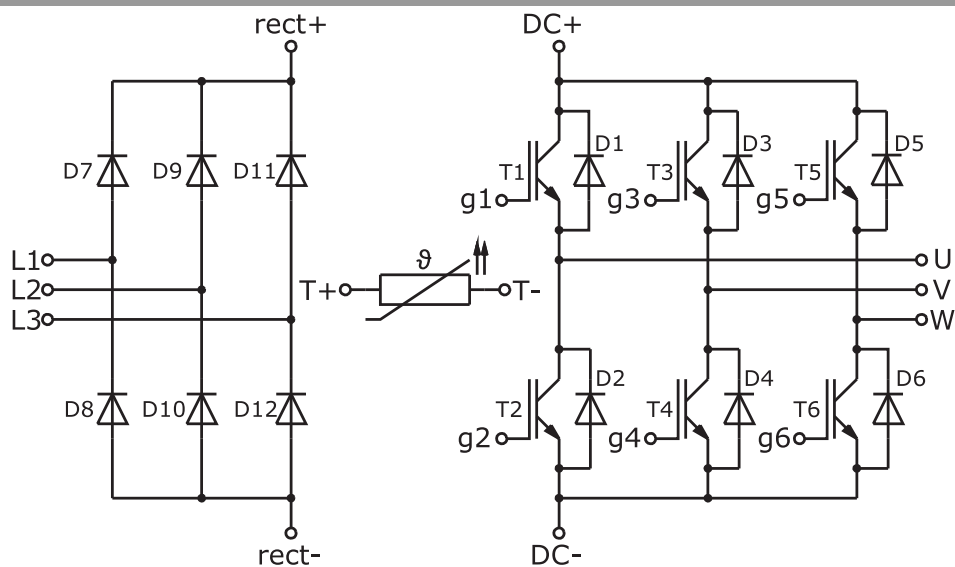 rect+
DC+
D7
D9
D11
T1
D1
T3
D3
T5
D5
g1
g3
g5
L1
L2
L3
T+
ϑ
T-
U
V
W
D8
D10
D12
T2
D2
T4
D4
T6
D6
g2
g4
g6
rect-
DC-